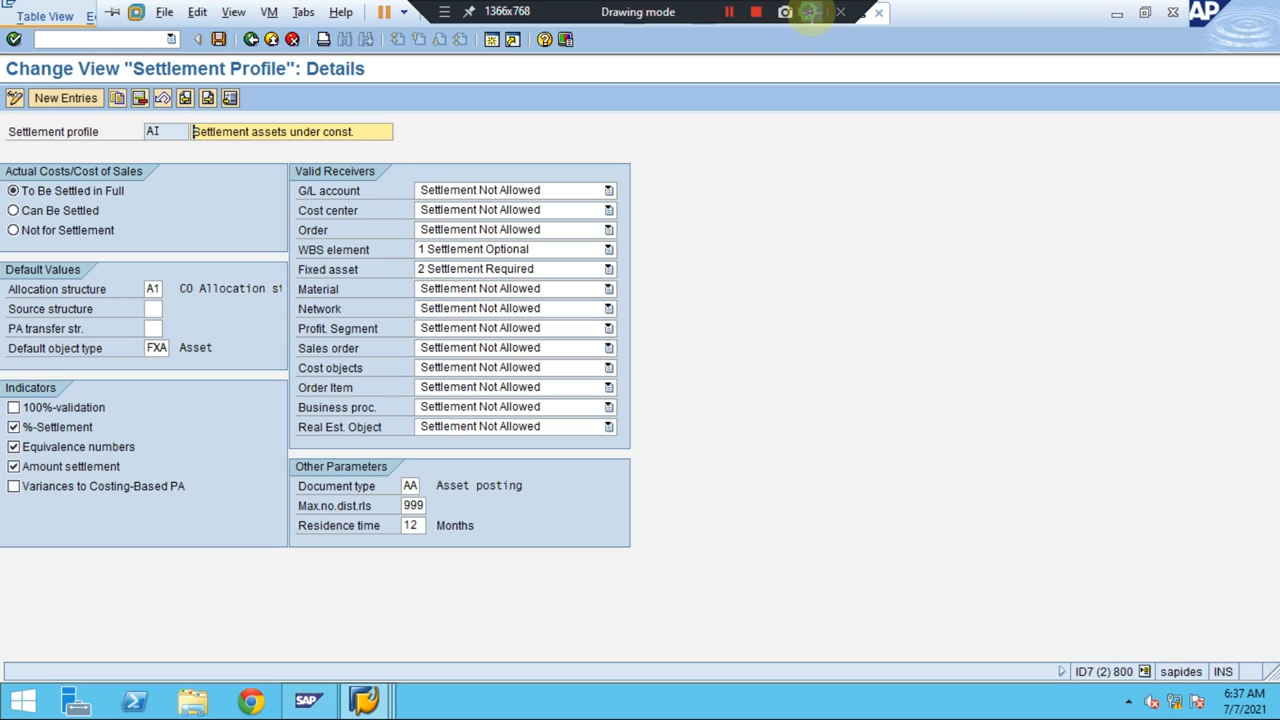 Table View
File Edit View VM Tabs Help
1366x768 Drawing mode
Change View "Settlement Profile": Details
New Entries
Settlement profile AI Settlement assets under const.
Actual Costs/Cost of Sales
To Be Settled in Full
Can Be Settled
Not for Settlement
Default Values
Allocation structure A1 CO Allocation st
Source structure
PA transfer str.
Default object type FXA Asset
Indicators
100%-validation
%-Settlement
Equivalence numbers
Amount settlement
Variances to Costing-Based PA
Valid Receivers
G/L account Settlement Not Allowed
Cost center Settlement Not Allowed
Order Settlement Not Allowed
WBS element 1 Settlement Optional
Fixed asset 2 Settlement Required
Material Settlement Not Allowed
Network Settlement Not Allowed
Profit. Segment Settlement Not Allowed
Sales order Settlement Not Allowed
Cost objects Settlement Not Allowed
Order Item Settlement Not Allowed
Business proc. Settlement Not Allowed
Real Est. Object Settlement Not Allowed
Other Parameters
Document type AA Asset posting
Max.no.dist.rls 999
Residence time 12 Months
ID7 (2) 800 sapides INS
SAP
6:37 AM
7/7/2021